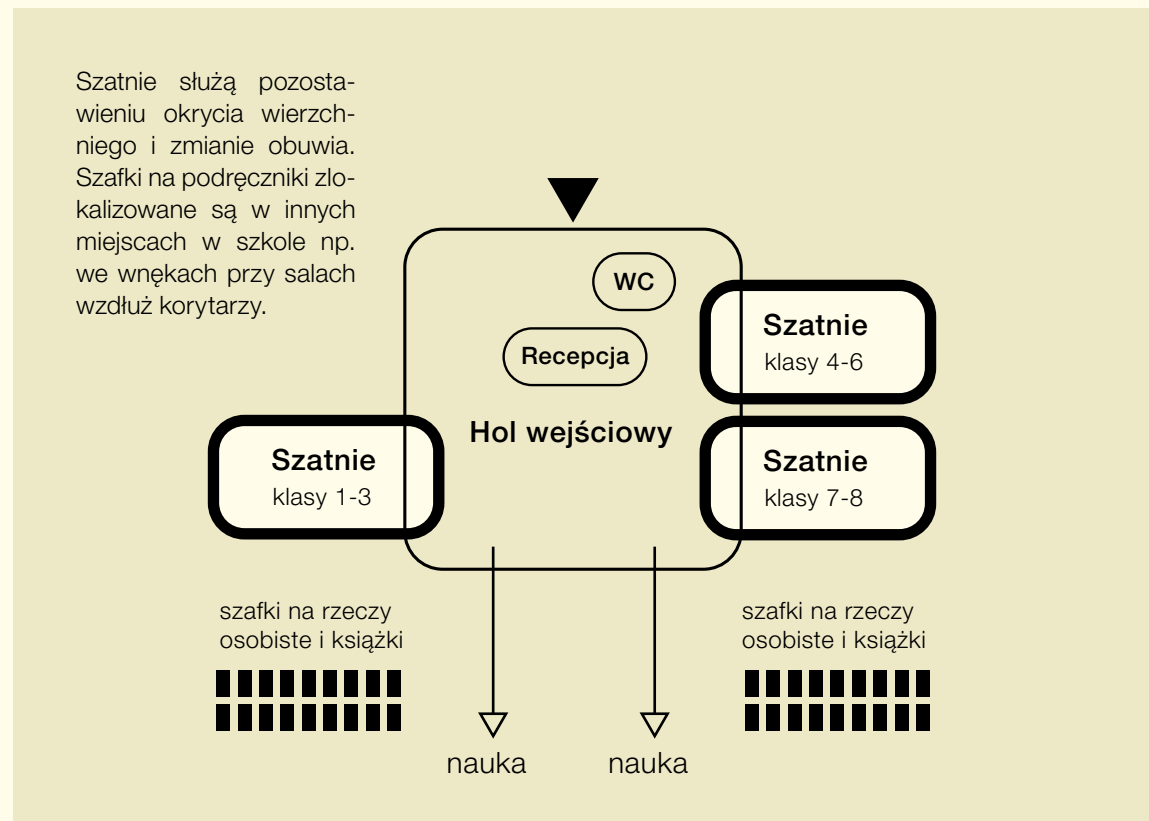 Szatnie służą pozosta-
wieniu okrycia wierzch-
niego i zmianie obuwia.
Szafki na podręczniki zlo-
kalizowane są w innych
miejscach w szkole np.
we wnękach przy salach
wzdłuż korytarzy.
WC
Recepcja
Hol wejściowy
Szatnie
klasy 4-6
Szatnie
klasy 1-3
Szatnie
klasy 7-8
szafki na rzeczy
osobiste i książki
szafki na rzeczy
osobiste i książki
nauka
nauka